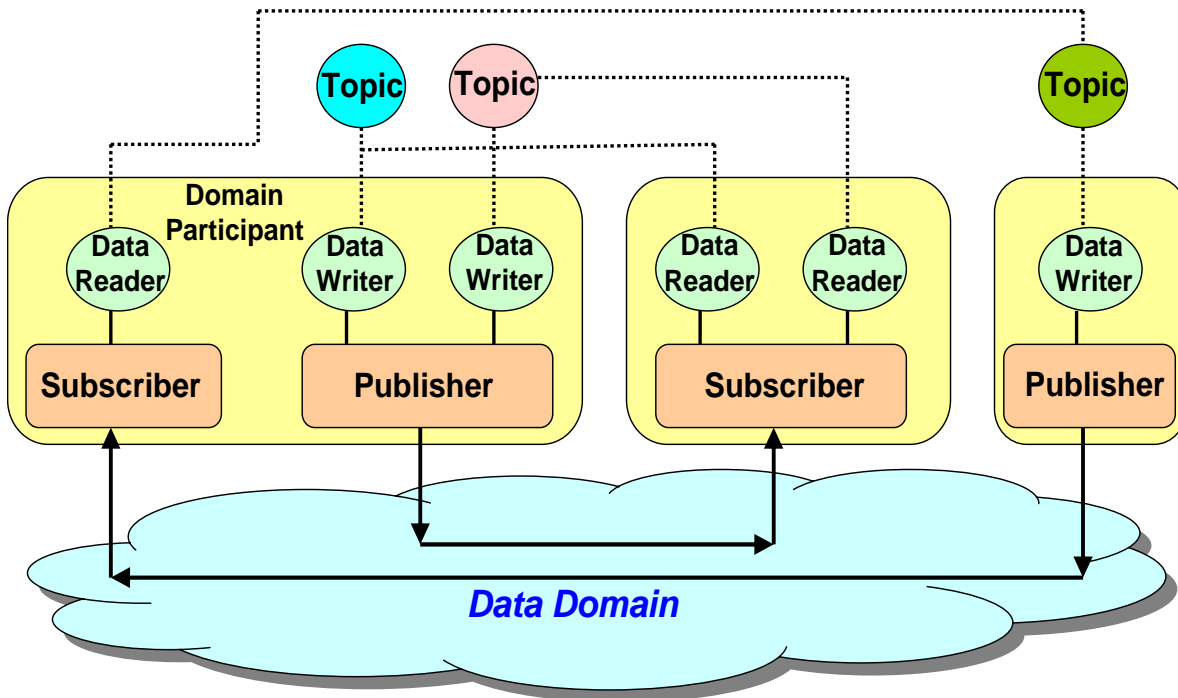 Topic
Topic
Topic
Domain
Participant
Data
Reader
Data
Writer
Data
Writer
Data
Reader
Data
Reader
Data
Writer
Subscriber
Publisher
Subscriber
Publisher
Data Domain